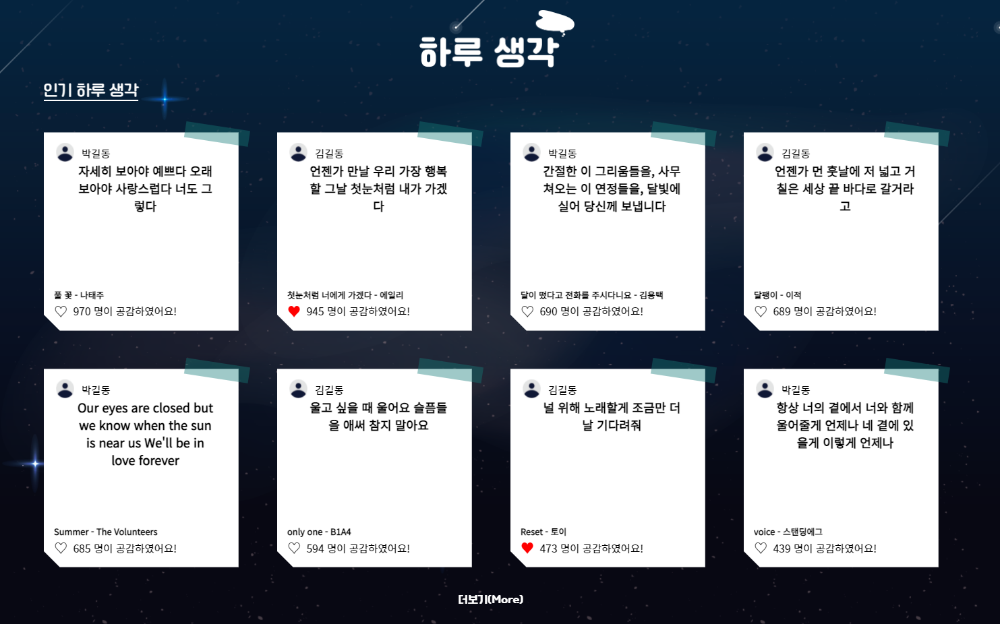 하루 생각
인기 하루 생각
박길동
자세히 보아야 예쁘다 오래
보아야 사랑스럽다 너도 그
렇다
풀 꽃 - 나태주
970 명이 공감하였어요!
김길동
언젠가 만날 우리 가장 행복
할 그날 첫눈처럼 내가 가겠
다
첫눈처럼 너에게 가겠다 - 에일리
945 명이 공감하였어요!
박길동
간절한 이 그리움들을, 사무
쳐오는 이 연정들을, 달빛에
실어 당신께 보냅니다
달이 떴다고 전화를 주시다니요 - 김용택
690 명이 공감하였어요!
김길동
언젠가 먼 훗날에 저 넓고 거
칠은 세상 끝 바다로 갈거라
고
달팽이 - 이적
689 명이 공감하였어요!
박길동
Our eyes are closed but
we know when the sun
is near us We'll be in
love forever
Summer - The Volunteers
685 명이 공감하였어요!
김길동
울고 싶을 때 울어요 슬픔들
을 애써 참지 말아요
only one - B1A4
594 명이 공감하였어요!
김길동
널 위해 노래할게 조금만 더
날 기다려줘
Reset - 토이
473 명이 공감하였어요!
박길동
항상 너의 곁에서 너와 함께
울어줄게 언제나 네 곁에 있
을게 이렇게 언제나
voice - 스탠딩에그
439 명이 공감하였어요!
더보기(More)